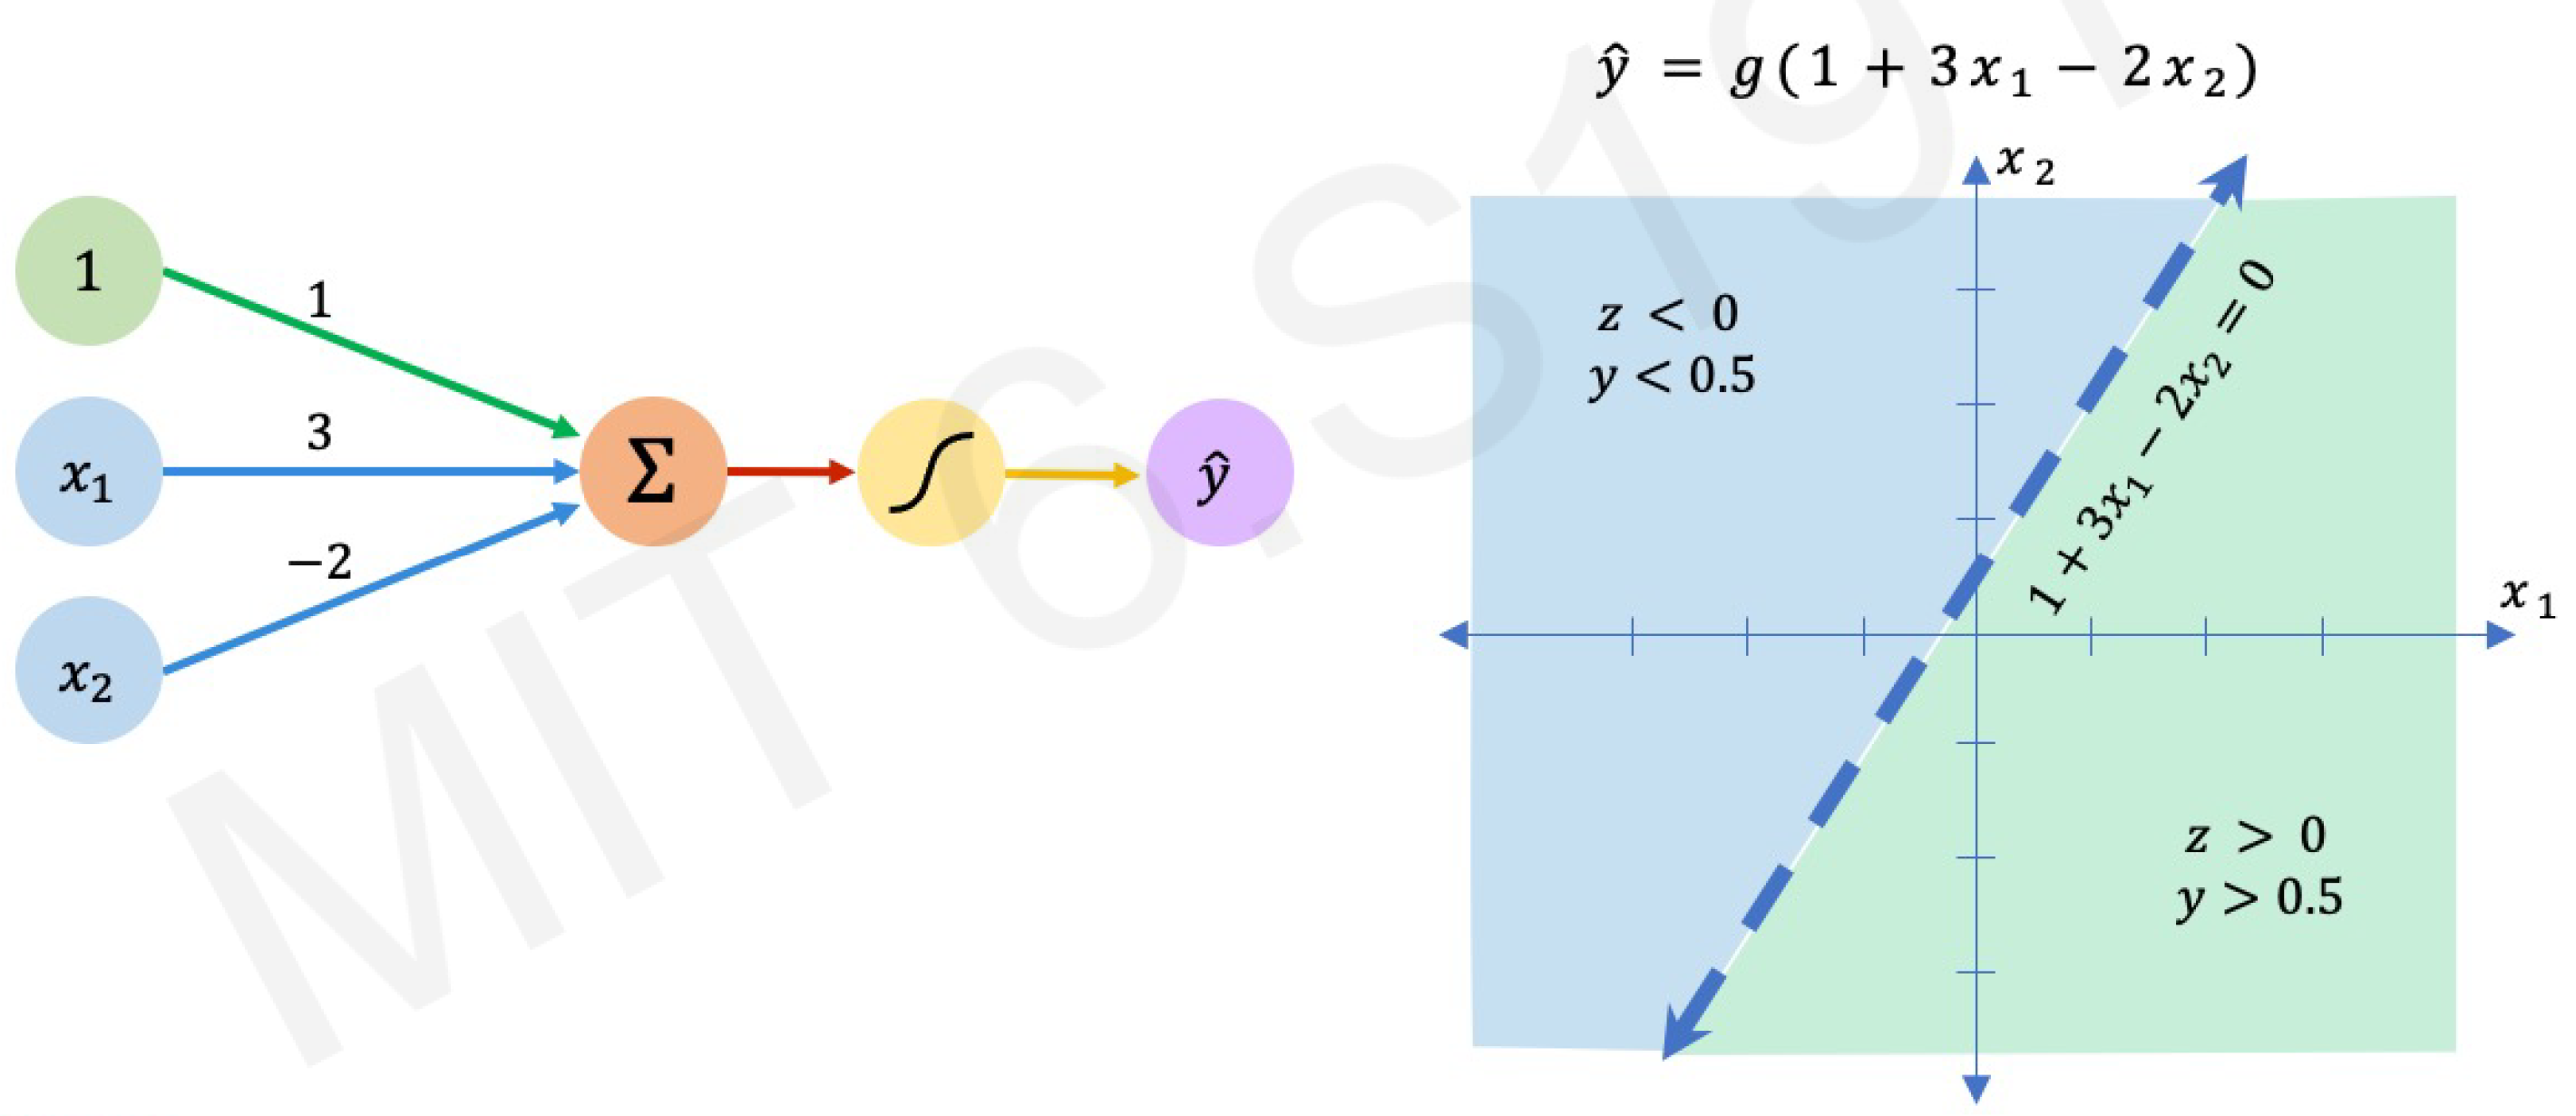 1
1
x₁
3
x₂
−2
Σ
ŷ
ŷ = g(1 + 3x₁ − 2x₂)
x₂
z < 0
y < 0.5
1 + 3x₁ − 2x₂ = 0
x₁
z > 0
y > 0.5
MIT 6.S191